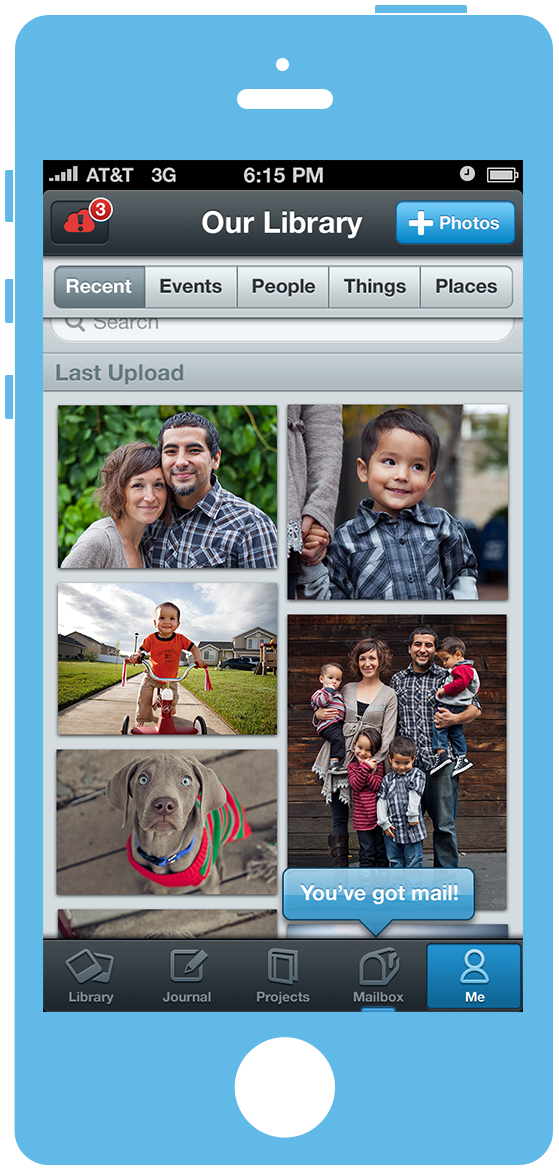 AT&T 3G 6:15 PM
3
Our Library
Photos
Recent Events People Things Places
Search
Last Upload
You’ve got mail!
Library Journal Projects Mailbox Me